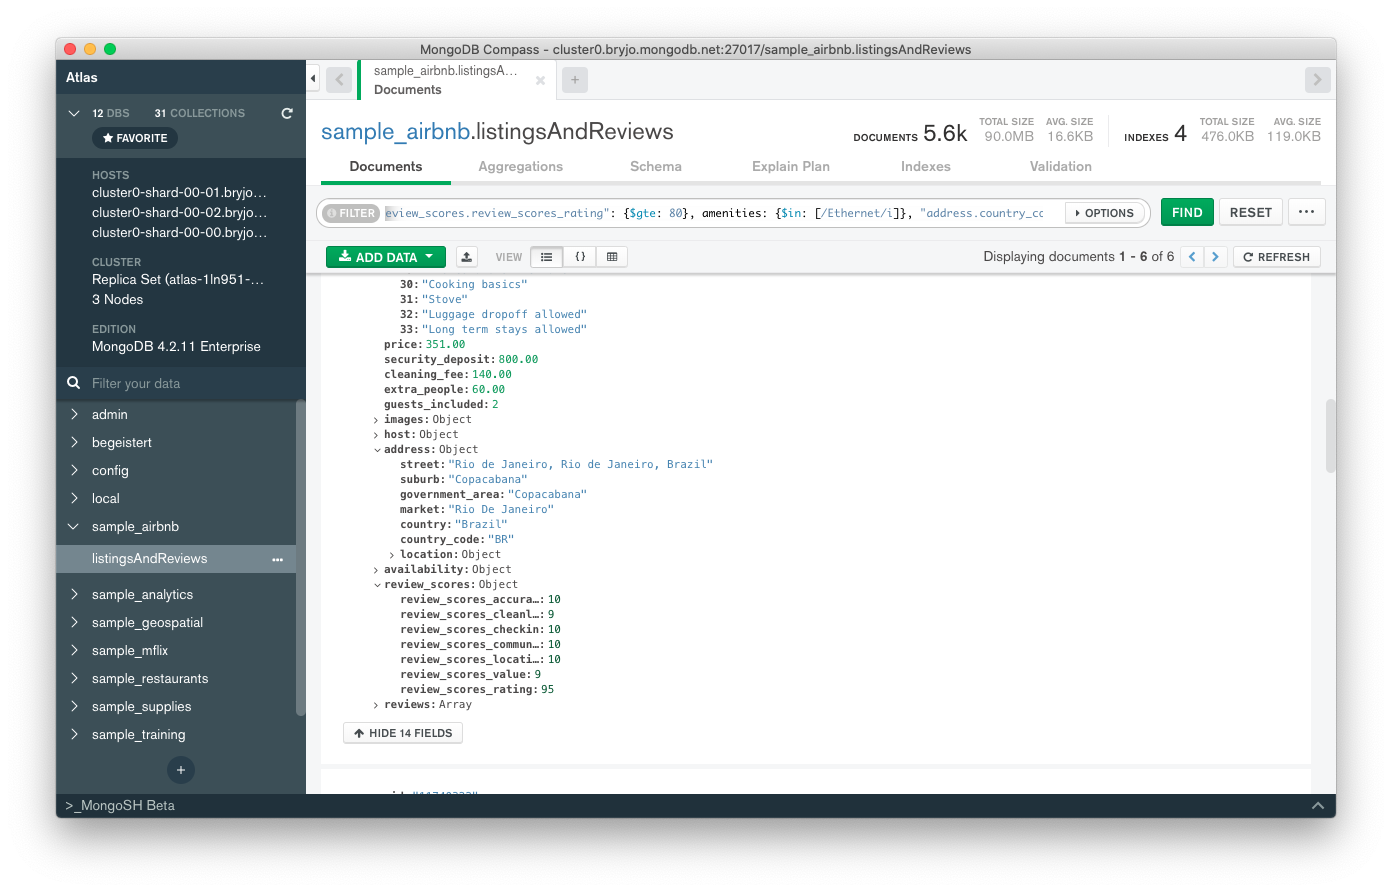 MongoDB Compass - cluster0.bryjo.mongodb.net:27017/sample_airbnb.listingsAndReviews
Atlas
12 DBS 31 COLLECTIONS
FAVORITE
HOSTS
cluster0-shard-00-01.bryjo...
cluster0-shard-00-02.bryjo...
cluster0-shard-00-00.bryjo...
CLUSTER
Replica Set (atlas-1ln951-...
3 Nodes
EDITION
MongoDB 4.2.11 Enterprise
Filter your data
admin
begeistert
config
local
sample_airbnb
listingsAndReviews
sample_analytics
sample_geospatial
sample_mflix
sample_restaurants
sample_supplies
sample_training
+
>_MongoSH Beta
sample_airbnb.listingsA...
Documents
sample_airbnb.listingsAndReviews
DOCUMENTS 5.6k TOTAL SIZE 90.0MB AVG. SIZE 16.6KB INDEXES 4 TOTAL SIZE 476.0KB AVG. SIZE 119.0KB
Documents Aggregations Schema Explain Plan Indexes Validation
FILTER eview_scores.review_scores_rating": {$gte: 80}, amenities: {$in: [/Ethernet/i]}, "address.country_cc OPTIONS FIND RESET ...
ADD DATA VIEW {} Displaying documents 1 - 6 of 6 REFRESH
30: "Cooking basics"
31: "Stove"
32: "Luggage dropoff allowed"
33: "Long term stays allowed"
price: 351.00
security_deposit: 800.00
cleaning_fee: 140.00
extra_people: 60.00
guests_included: 2
images: Object
host: Object
address: Object
street: "Rio de Janeiro, Rio de Janeiro, Brazil"
suburb: "Copacabana"
government_area: "Copacabana"
market: "Rio De Janeiro"
country: "Brazil"
country_code: "BR"
location: Object
availability: Object
review_scores: Object
review_scores_accura…: 10
review_scores_cleanl…: 9
review_scores_checkin: 10
review_scores_commun…: 10
review_scores_locati…: 10
review_scores_value: 9
review_scores_rating: 95
reviews: Array
HIDE 14 FIELDS